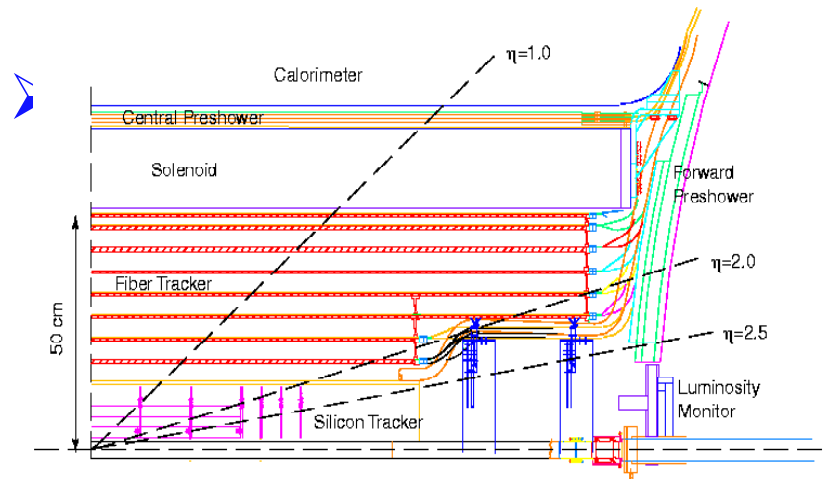 η=1.0
Calorimeter
Central Preshower
Solenoid
Forward
Preshower
η=2.0
Fiber Tracker
50 cm
η=2.5
Luminosity
Monitor
Silicon Tracker